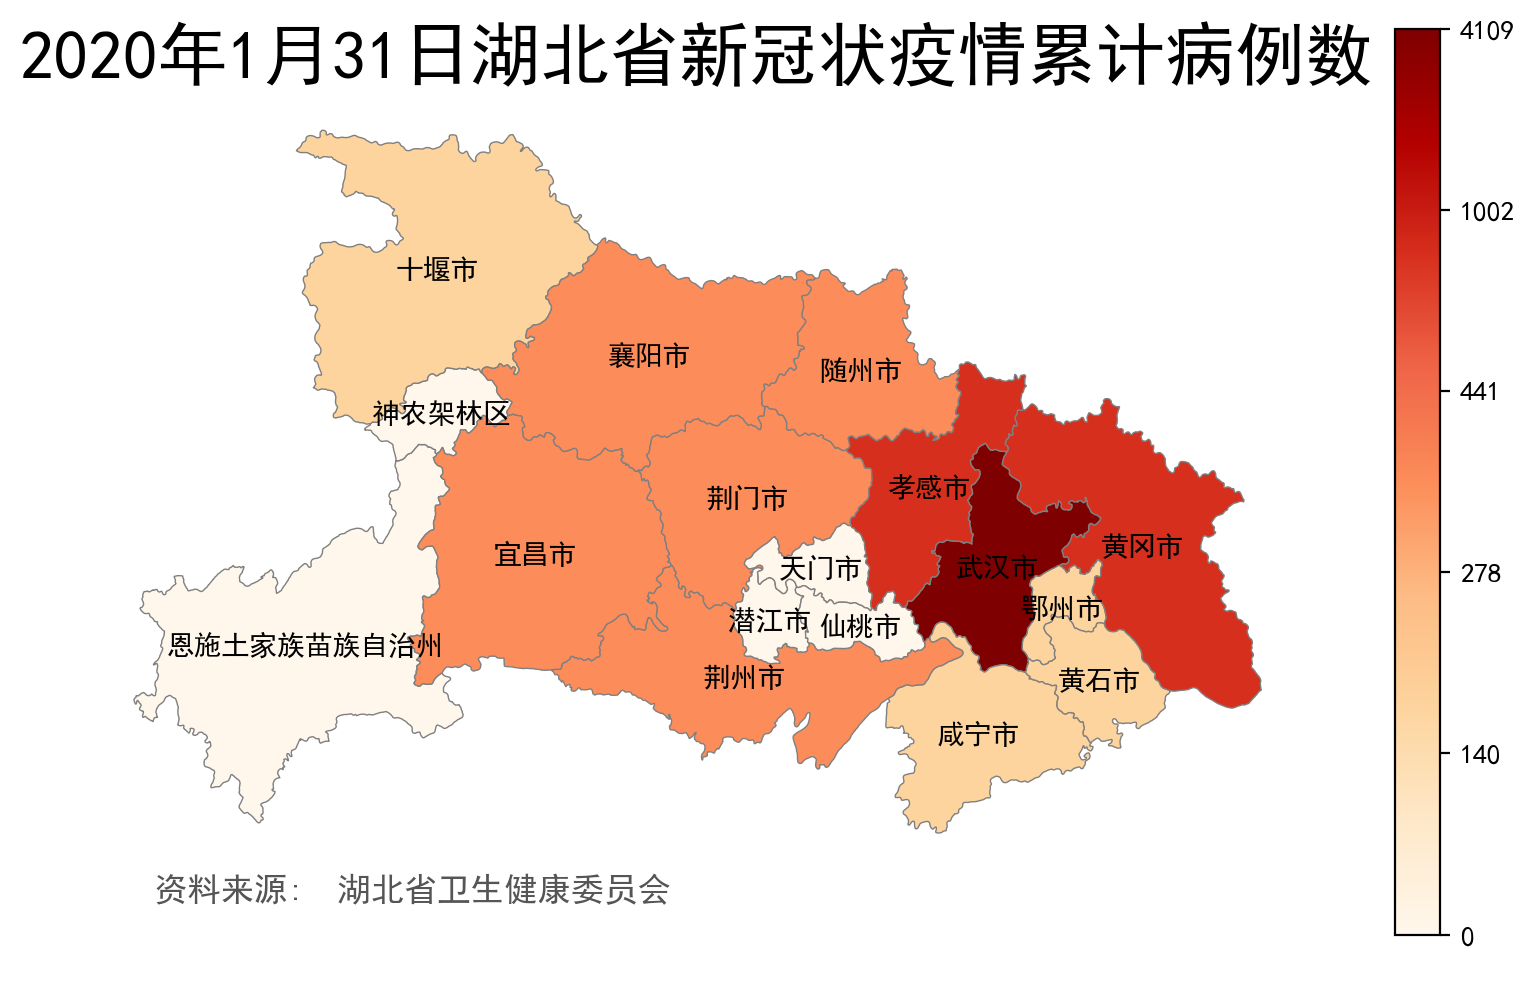 2020年1月31日湖北省新冠状疫情累计病例数
4109
1002
441
278
140
0
十堰市
襄阳市
随州市
神农架林区
孝感市
荆门市
黄冈市
宜昌市
天门市
武汉市
鄂州市
潜江市
仙桃市
恩施土家族苗族自治州
荆州市
黄石市
咸宁市
资料来源: 湖北省卫生健康委员会